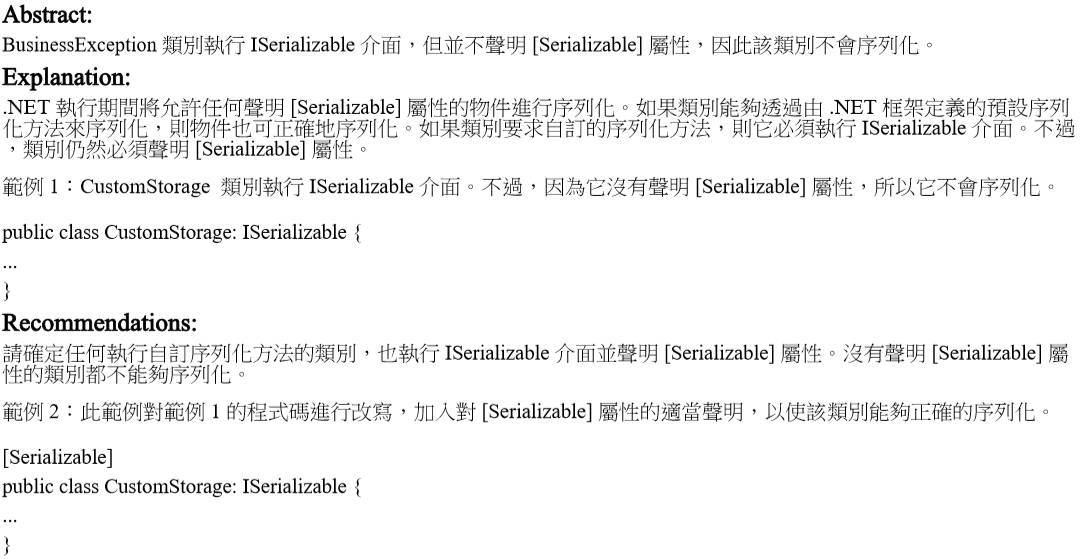 Abstract:
BusinessException 類別執行 ISerializable 介面，但並不聲明 [Serializable] 屬性，因此該類別不會序列化。
Explanation:
.NET 執行期間將允許任何聲明 [Serializable] 屬性的物件進行序列化。如果類別能夠透過由 .NET 框架定義的預設序列
化方法來序列化，則物件也可正確地序列化。如果類別要求自訂的序列化方法，則它必須執行 ISerializable 介面。不過
，類別仍然必須聲明 [Serializable] 屬性。
範例 1：CustomStorage 類別執行 ISerializable 介面。不過，因為它沒有聲明 [Serializable] 屬性，所以它不會序列化。
public class CustomStorage: ISerializable {
...
}
Recommendations:
請確定任何執行自訂序列化方法的類別，也執行 ISerializable 介面並聲明 [Serializable] 屬性。沒有聲明 [Serializable] 屬
性的類別都不能夠序列化。
範例 2：此範例對範例 1 的程式碼進行改寫，加入對 [Serializable] 屬性的適當聲明，以使該類別能夠正確的序列化。
[Serializable]
public class CustomStorage: ISerializable {
...
}